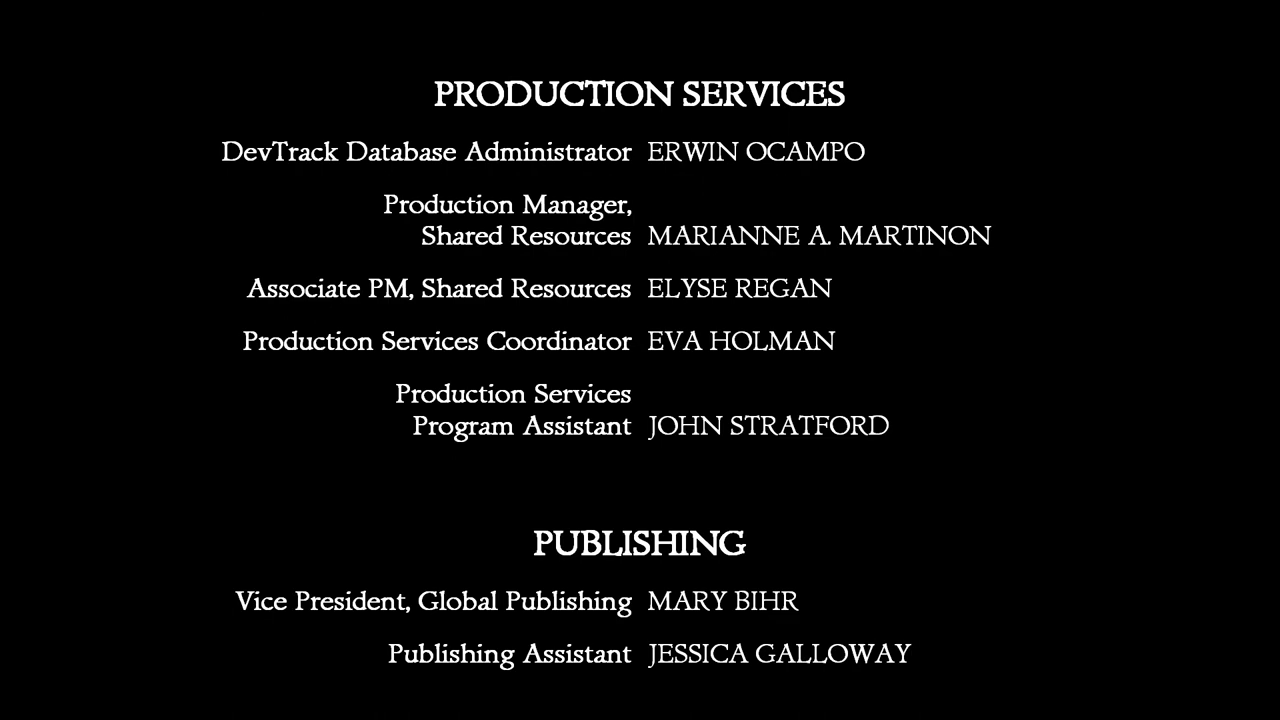 PRODUCTION SERVICES
DevTrack Database Administrator ERWIN OCAMPO
Production Manager,
Shared Resources MARIANNE A. MARTINON
Associate PM, Shared Resources ELYSE REGAN
Production Services Coordinator EVA HOLMAN
Production Services
Program Assistant JOHN STRATFORD
PUBLISHING
Vice President, Global Publishing MARY BIHR
Publishing Assistant JESSICA GALLOWAY